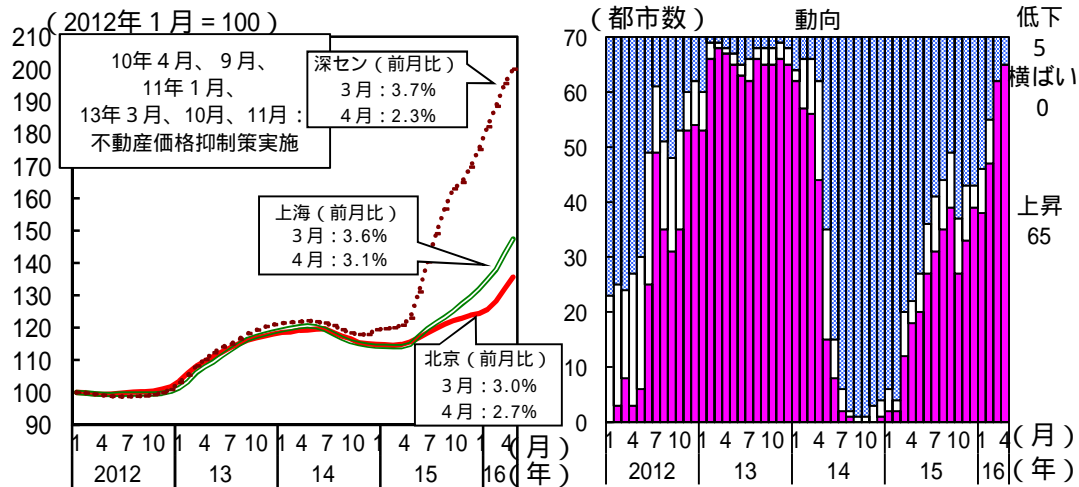 (2012年1月=100)
210
200
190
180
170
160
150
140
130
120
110
100
90
10年4月、9月、
11年1月、
13年3月、10月、11月:
不動産価格抑制策実施
深セン(前月比)
3月:3.7%
4月:2.3%
上海(前月比)
3月:3.6%
4月:3.1%
北京(前月比)
3月:3.0%
4月:2.7%
1 4 7 10 1 4 7 10 1 4 7 10 1 4 7 10 1 (月)
2012 13 14 15 16 (年)
(都市数) 動向
70
60
50
40
30
20
10
0
低下
5
横ばい
0
上昇
65
1 4 7 10 1 4 7 10 1 4 7 10 1 4 7 10 1 4 (月)
2012 13 14 15 16 (年)